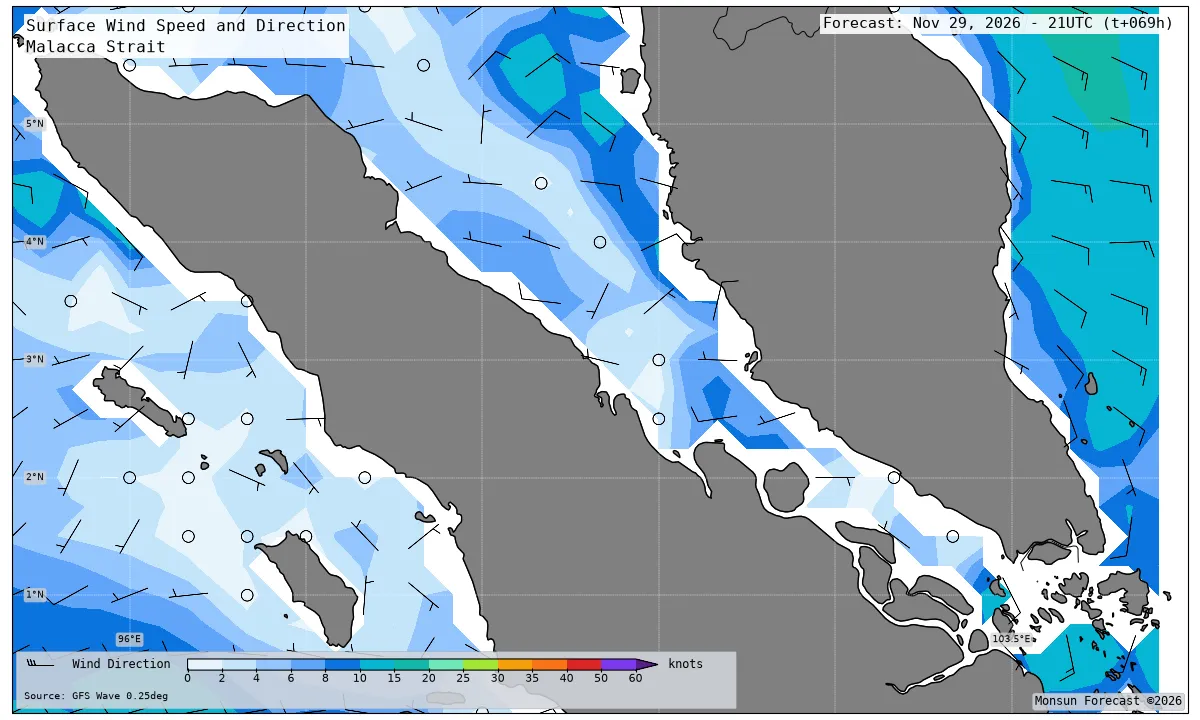 Surface Wind Speed and Direction
Malacca Strait
Forecast: Nov 29, 2026 - 21UTC (t+069h)
5°N
4°N
3°N
2°N
1°N
96°E
103.5°E
Wind Direction
knots
0 2 4 6 8 10 15 20 25 30 35 40 50 60
Source: GFS Wave 0.25deg
Monsun Forecast ©2026